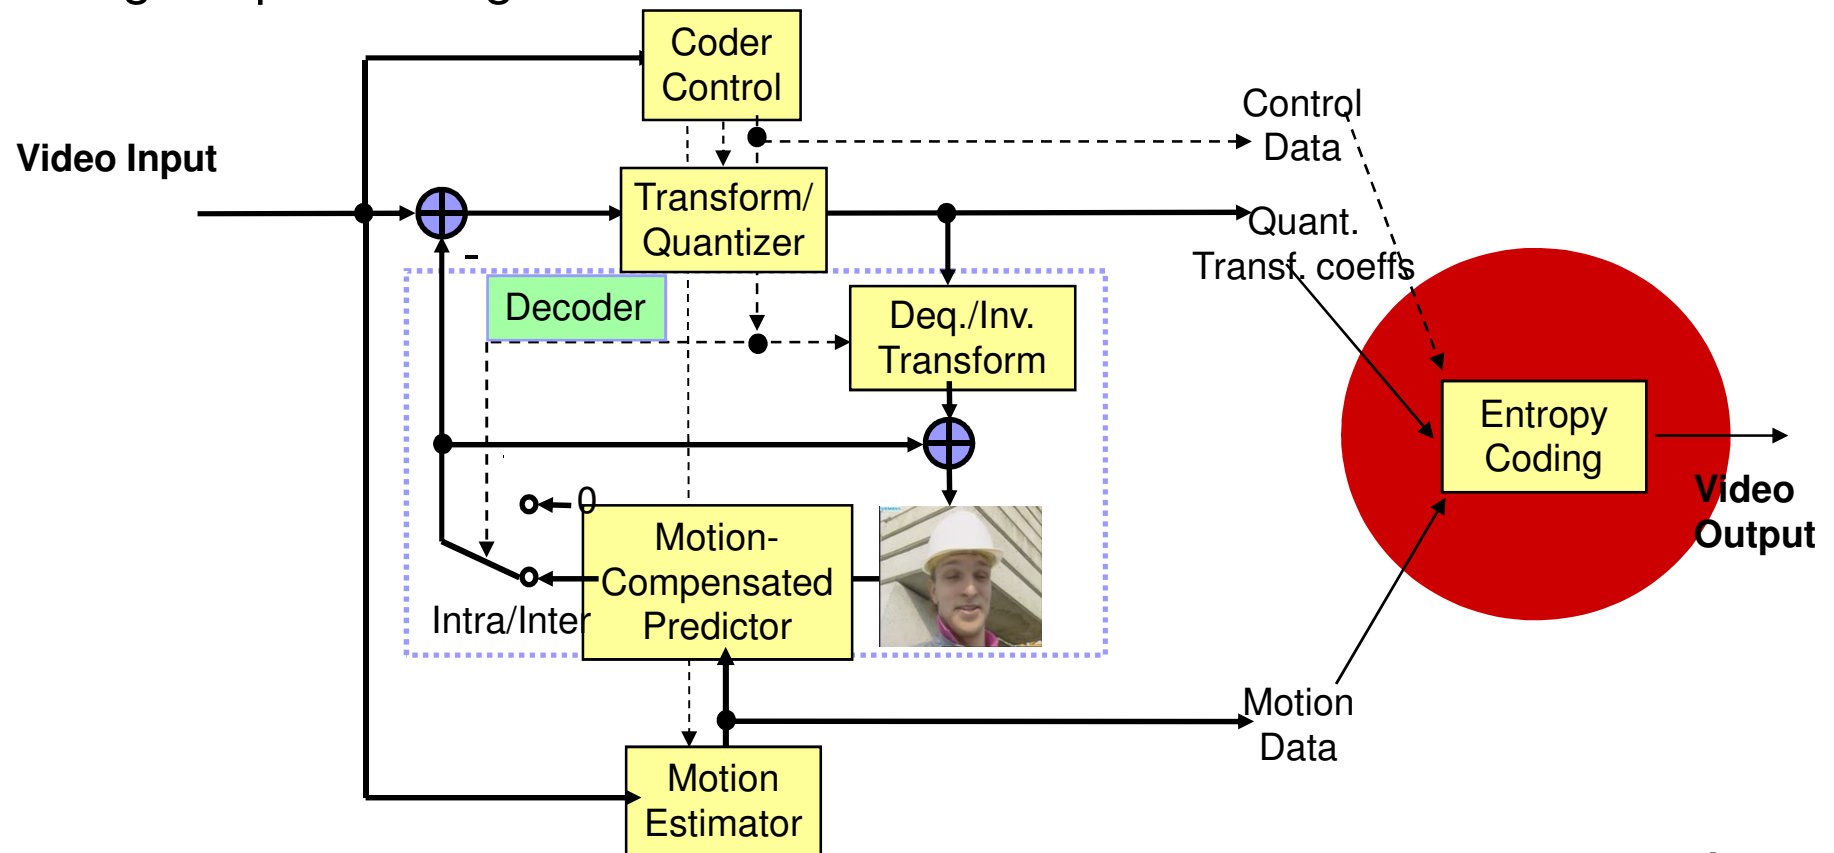 Coder
Control
Control
Data
Video Input
Transform/
Quantizer
Quant.
Transf. coeffs
-
Decoder
Deq./Inv.
Transform
Entropy
Coding
Video
Output
0
Motion-
Compensated
Predictor
Intra/Inter
Motion
Data
Motion
Estimator